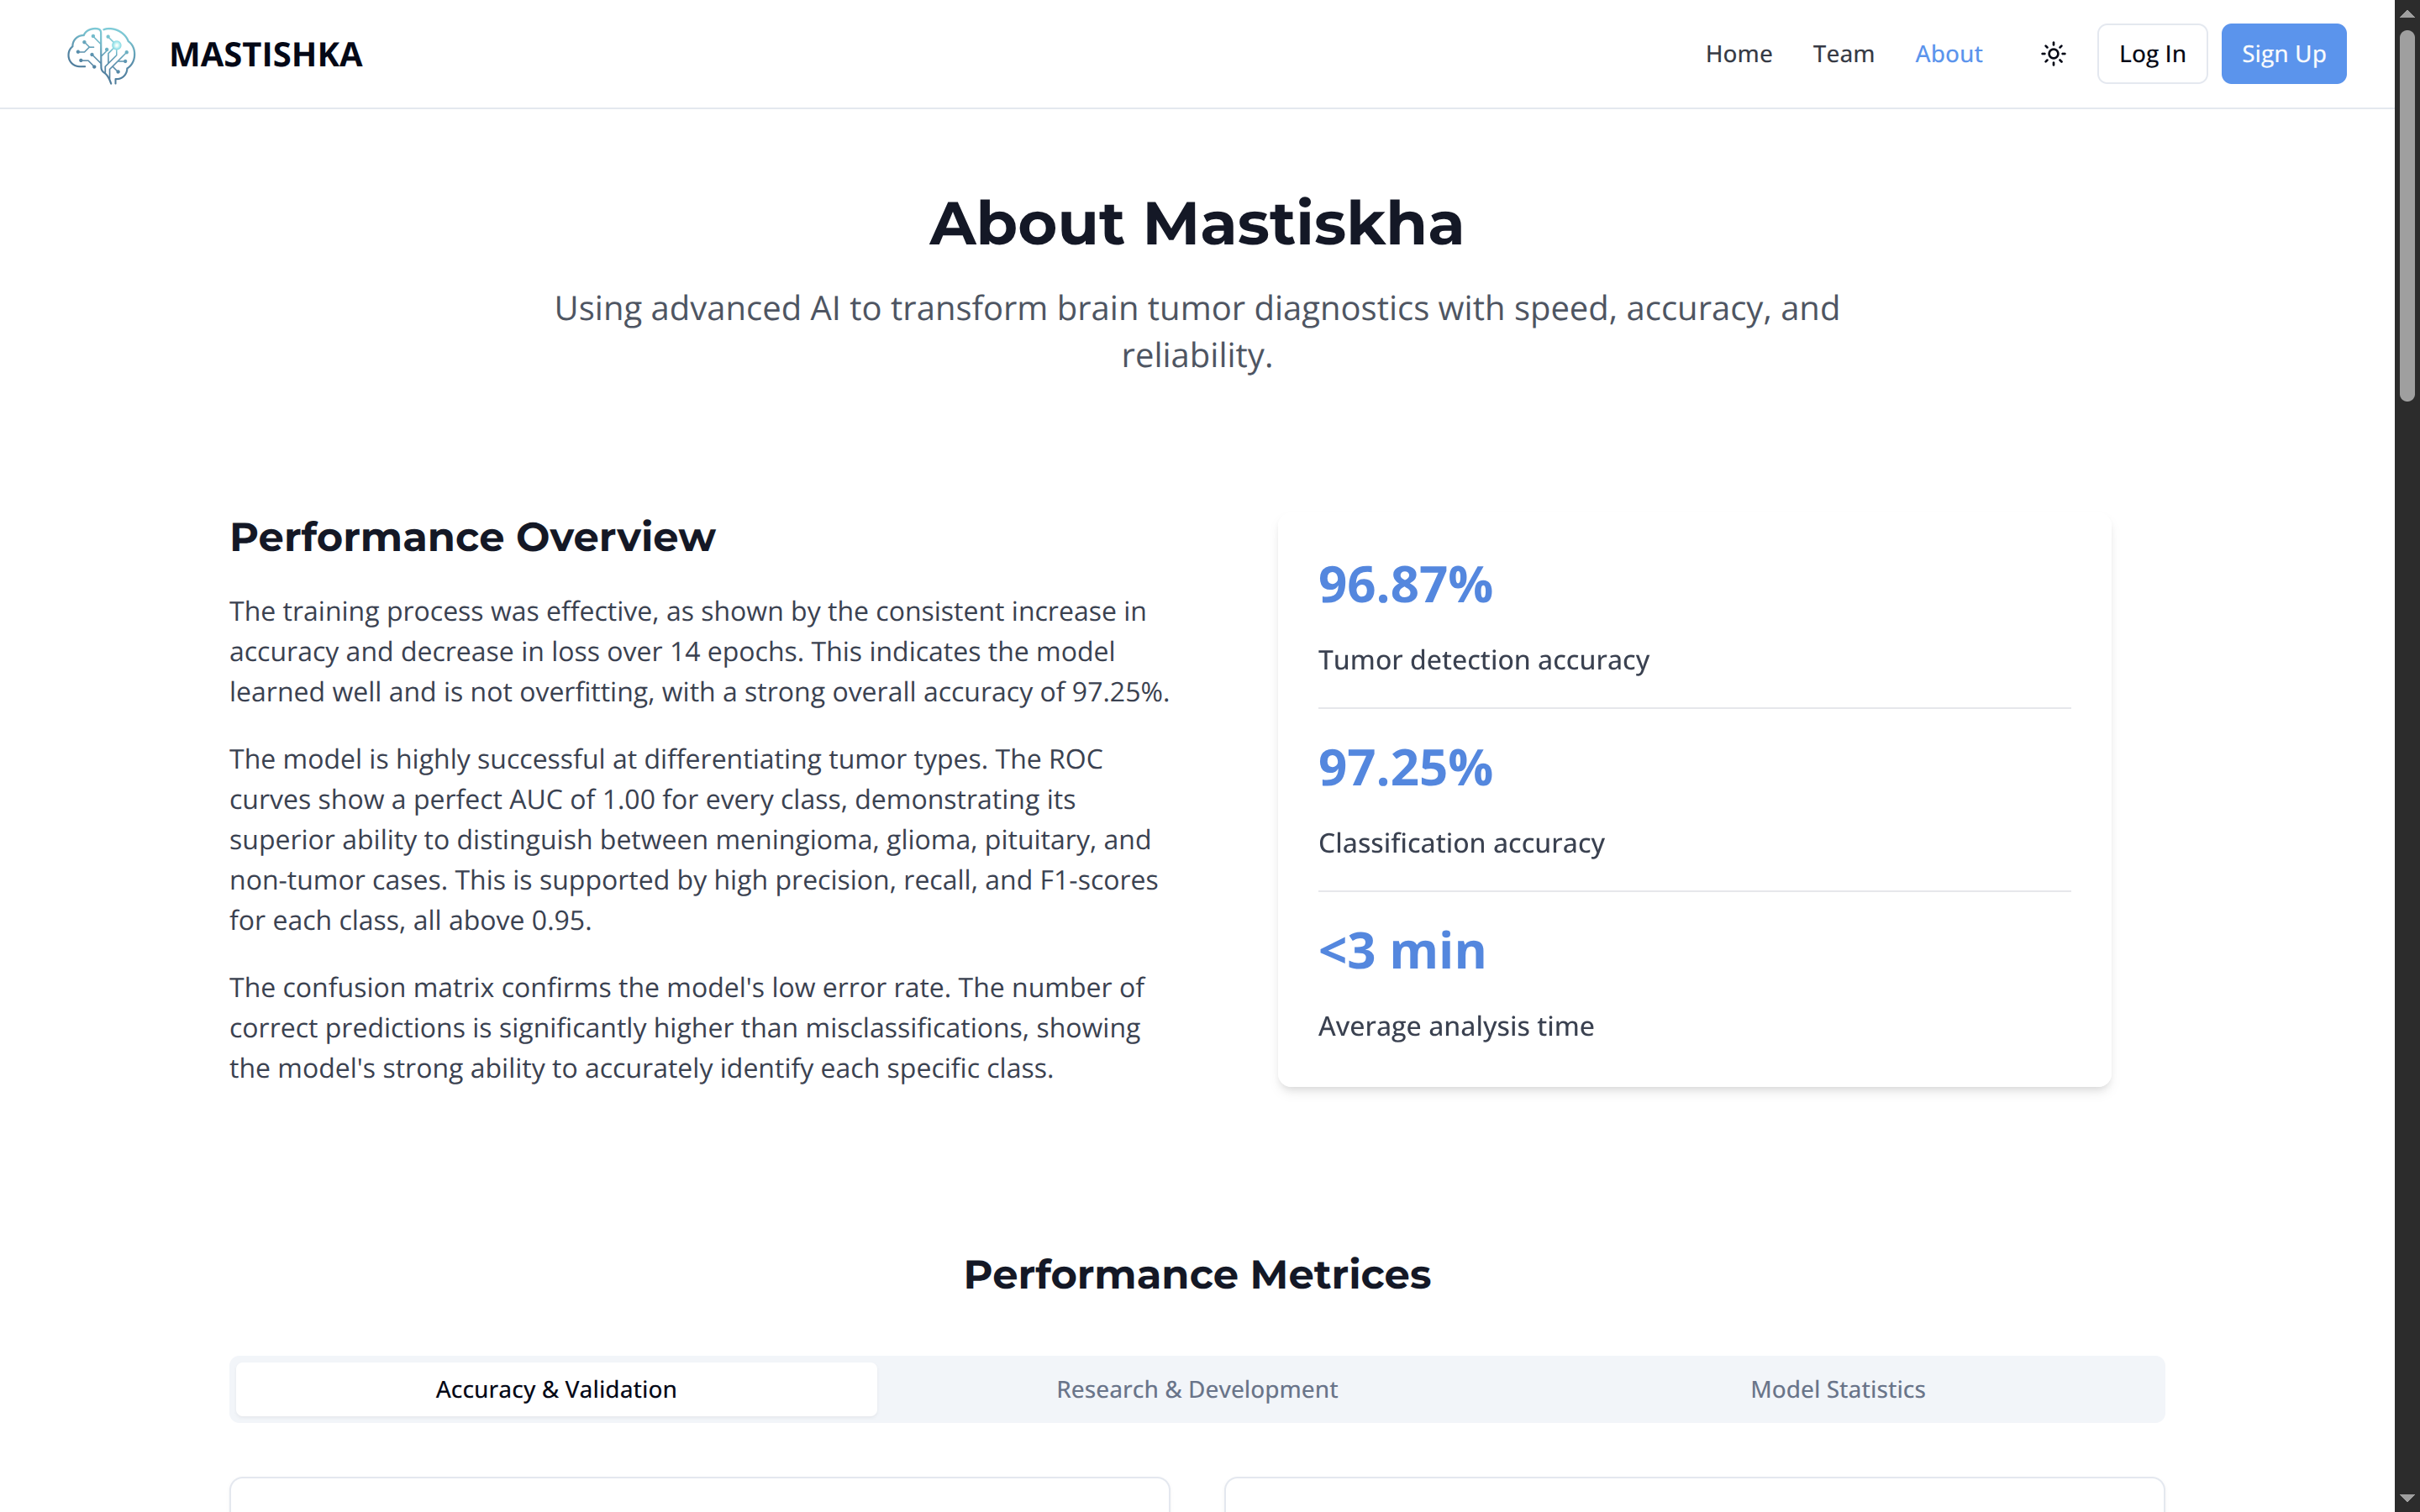 MASTISHKA
Home
Team
About
Log In
Sign Up
About Mastiskha
Using advanced AI to transform brain tumor diagnostics with speed, accuracy, and
reliability.
Performance Overview
The training process was effective, as shown by the consistent increase in
accuracy and decrease in loss over 14 epochs. This indicates the model
learned well and is not overfitting, with a strong overall accuracy of 97.25%.
The model is highly successful at differentiating tumor types. The ROC
curves show a perfect AUC of 1.00 for every class, demonstrating its
superior ability to distinguish between meningioma, glioma, pituitary, and
non-tumor cases. This is supported by high precision, recall, and F1-scores
for each class, all above 0.95.
The confusion matrix confirms the model's low error rate. The number of
correct predictions is significantly higher than misclassifications, showing
the model's strong ability to accurately identify each specific class.
96.87%
Tumor detection accuracy
97.25%
Classification accuracy
<3 min
Average analysis time
Performance Metrices
Accuracy & Validation
Research & Development
Model Statistics